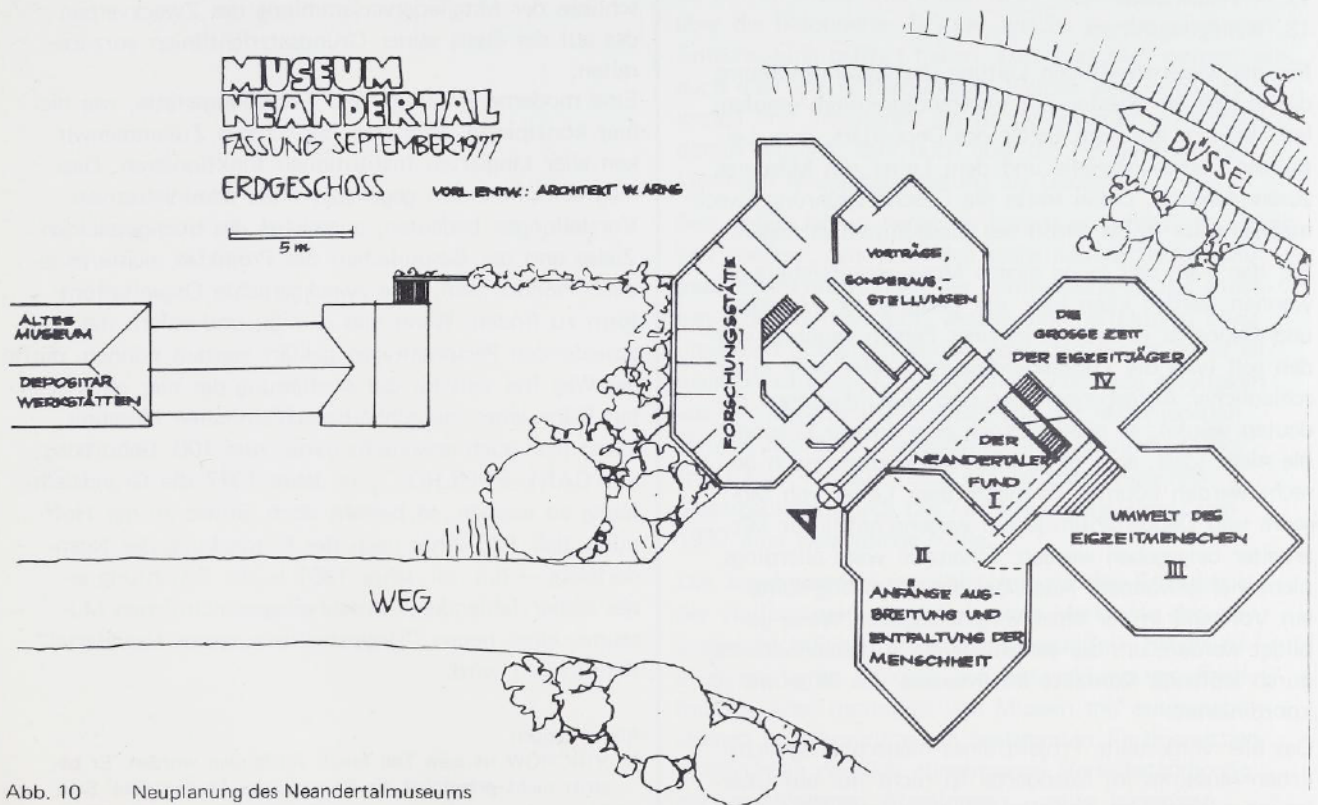 MUSEUM
NEANDERTAL
FASSUNG SEPTEMBER 1977
ERDGESCHOSS
VORL. ENTW.: ARCHITEKT W. ARNS
5 m
DÜSSEL
ALTES
MUSEUM
DEPOSITAR
WERKSTÄTTEN
FORSCHUNGSSTÄTE
VORTRÄGE,
SONDERAUS.
STELLUNGEN
DIE
GROSSE ZEIT
DER EISZEITJÄGER
IV
DER
NEANDERTALER
FUND
I
UMWELT DES
EISZEITMENSCHEN
III
II
ANFÄNGE AUS-
BREITUNG UND
ENTFALTUNG DER
MENSCHHEIT
WEG
Abb. 10 Neuplanung des Neandertalmuseums